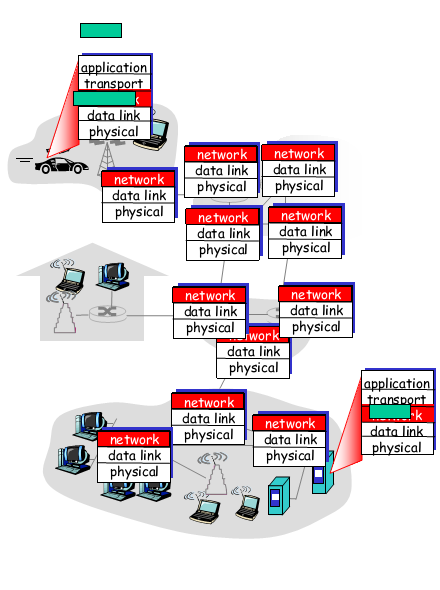 application
transport
data link
physical
network
data link
physical
network
data link
physical
network
data link
physical
network
data link
physical
network
data link
physical
network
data link
physical
network
data link
physical
network
data link
physical
application
transport
network
data link
physical
network
data link
physical
network
data link
physical
network
data link
physical